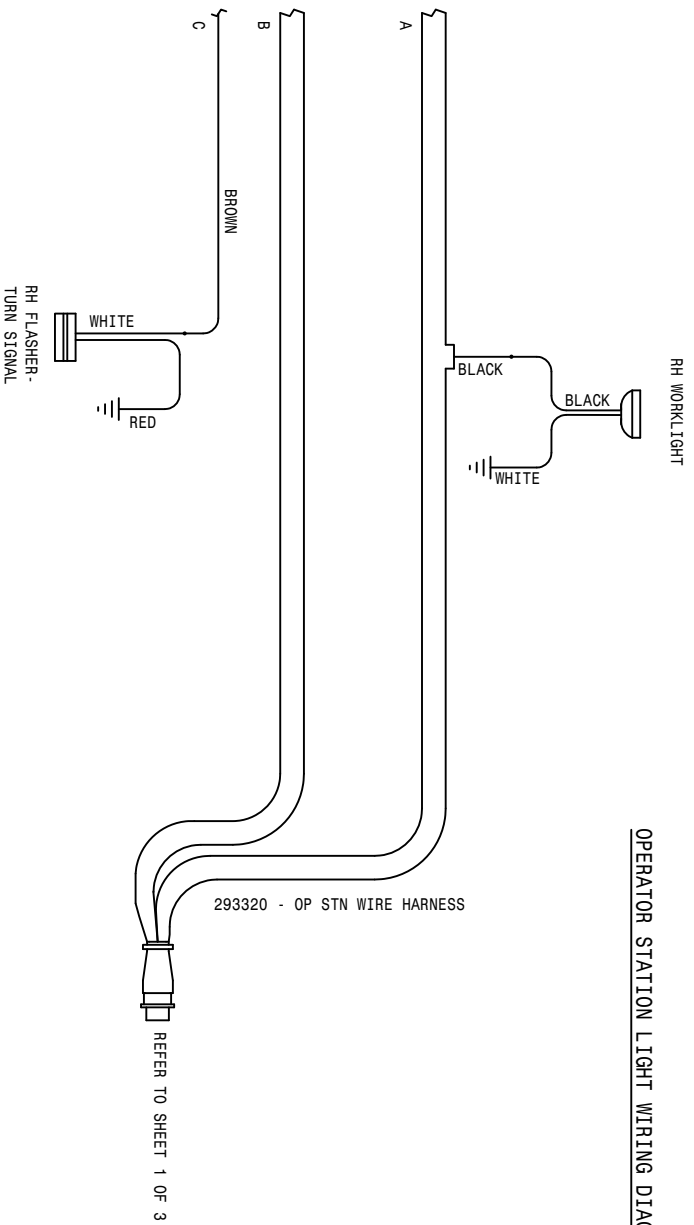 OPERATOR STATION LIGHT WIRING DIAG
RH WORKLIGHT
BLACK
BLACK
WHITE
A
B
C
BROWN
WHITE
RED
RH FLASHER-
TURN SIGNAL
293320 - OP STN WIRE HARNESS
REFER TO SHEET 1 OF 3